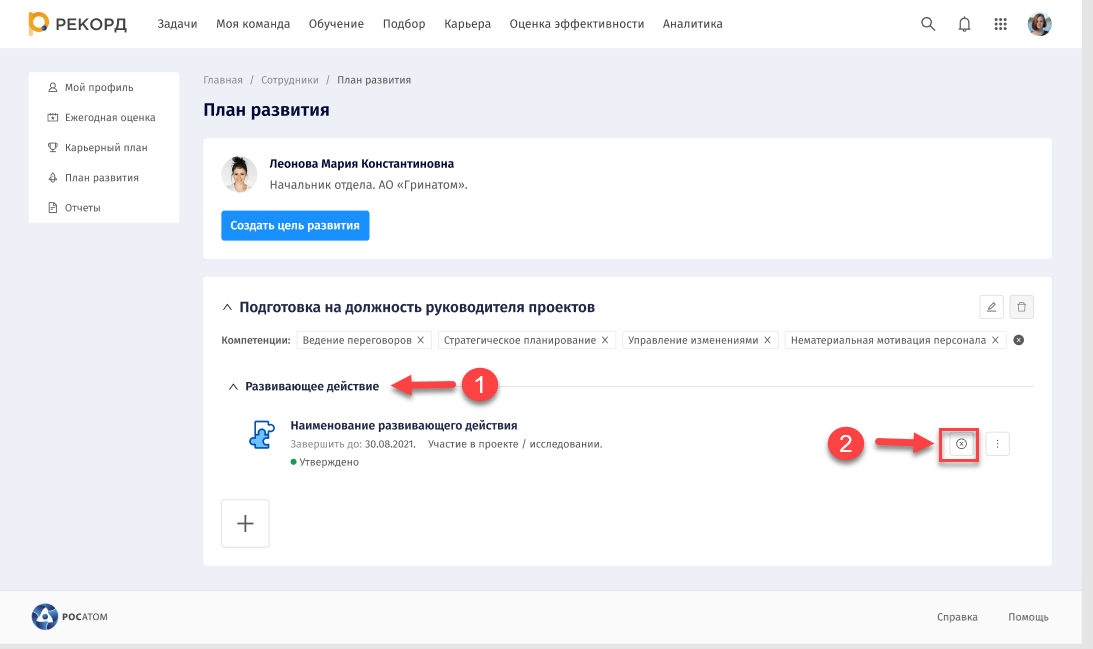 РЕКОРД Задачи Моя команда Обучение Подбор Карьера Оценка эффективности Аналитика
Мой профиль
Ежегодная оценка
Карьерный план
План развития
Отчеты
Главная / Сотрудники / План развития
План развития
Леонова Мария Константиновна
Начальник отдела. АО «Гринатом».
Создать цель развития
Подготовка на должность руководителя проектов
Компетенции: Ведение переговоров X Стратегическое планирование X Управление изменениями X Нематериальная мотивация персонала X
Развивающее действие 1
Наименование развивающего действия
Завершить до: 30.08.2021. Участие в проекте / исследовании.
Утверждено
2
+
РОСАТОМ Справка Помощь